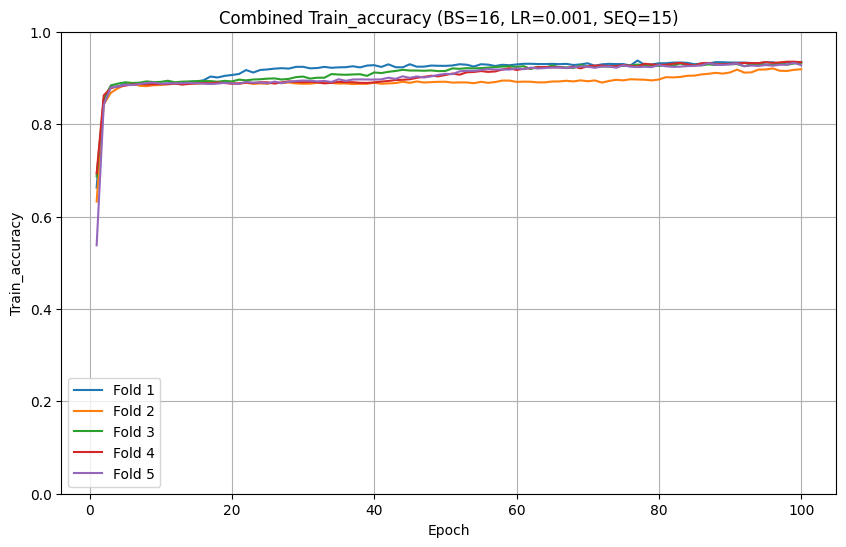 Combined Train_accuracy (BS=16, LR=0.001, SEQ=15)
Train_accuracy
1.0
0.8
0.6
0.4
0.2
0.0
Fold 1
Fold 2
Fold 3
Fold 4
Fold 5
0
20
40
60
80
100
Epoch